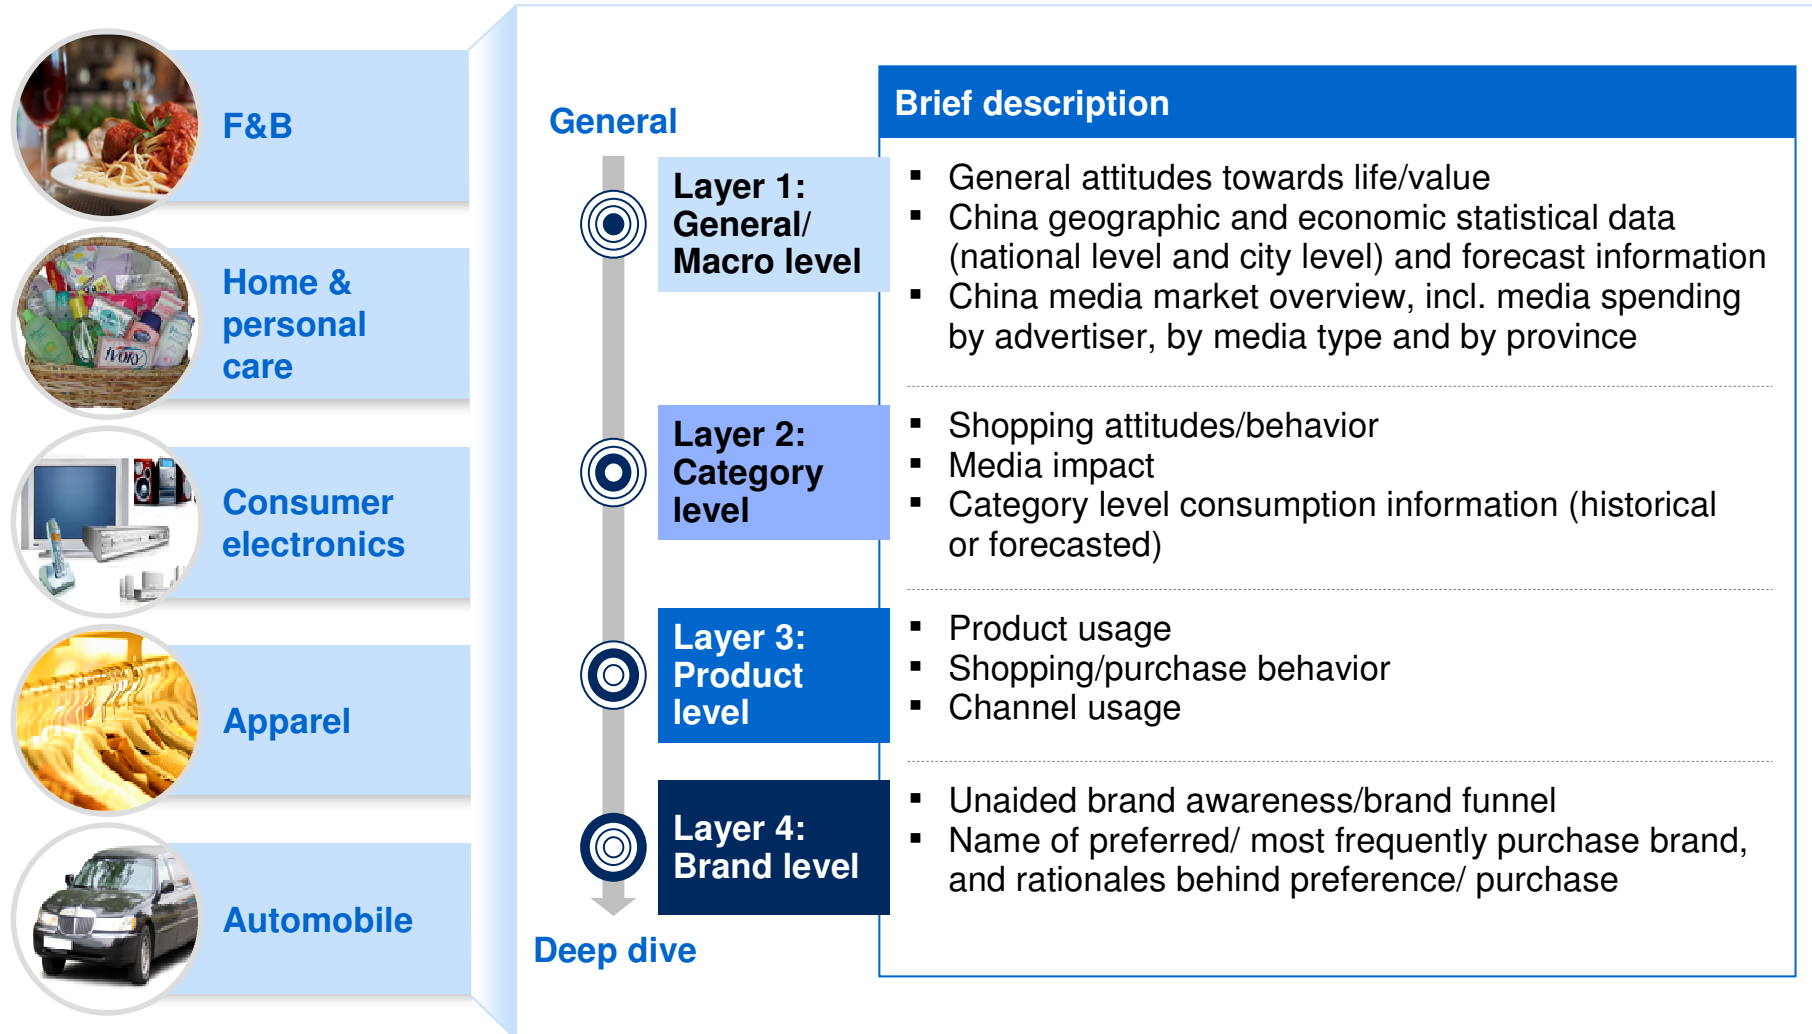 F&B
Home &
personal
care
Consumer
electronics
Apparel
Automobile
General
Deep dive
Brief description
Layer 1:
General/
Macro level
▪ General attitudes towards life/value
▪ China geographic and economic statistical data
(national level and city level) and forecast information
▪ China media market overview, incl. media spending
by advertiser, by media type and by province
Layer 2:
Category
level
▪ Shopping attitudes/behavior
▪ Media impact
▪ Category level consumption information (historical
or forecasted)
Layer 3:
Product
level
▪ Product usage
▪ Shopping/purchase behavior
▪ Channel usage
Layer 4:
Brand level
▪ Unaided brand awareness/brand funnel
▪ Name of preferred/ most frequently purchase brand,
and rationales behind preference/ purchase
IVORY